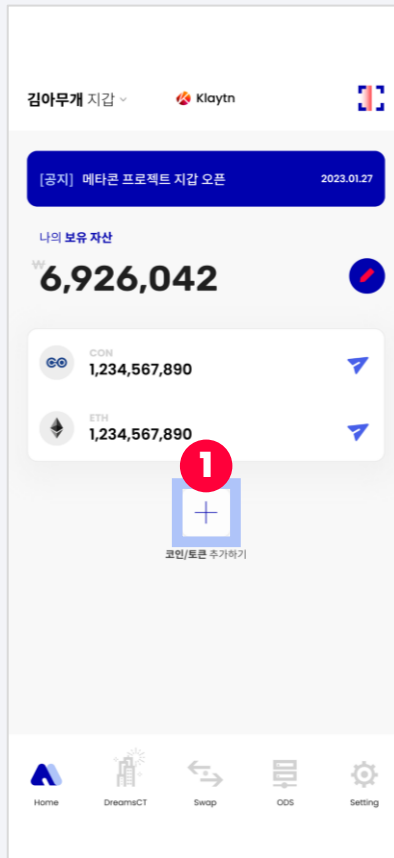 김아무개 지갑
Klaytn
[공지] 메타콘 프로젝트 지갑 오픈 2023.01.27
나의 보유 자산
₩6,926,042
CON
1,234,567,890
ETH
1,234,567,890
1
코인/토큰 추가하기
Home DreamsCT Swap ODS Setting